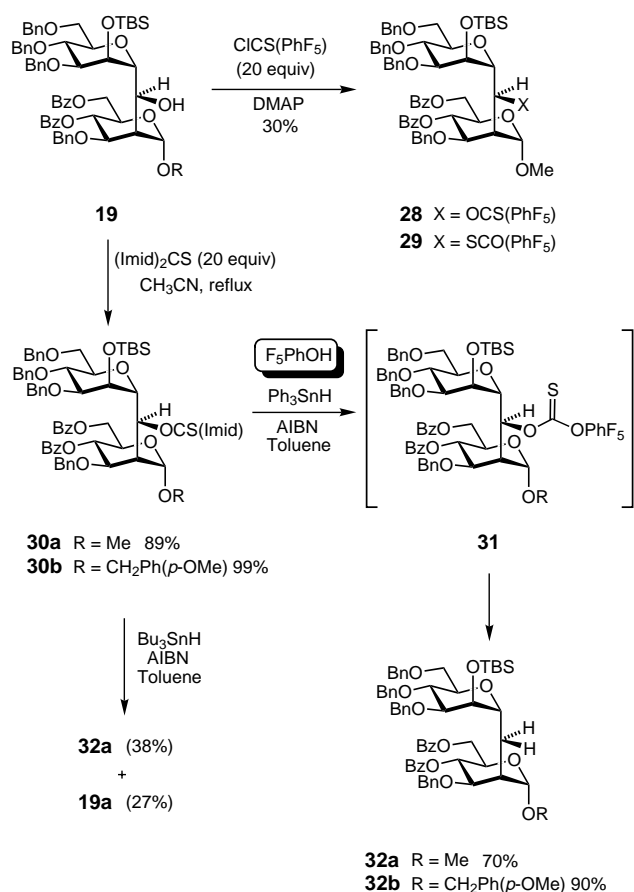 OTBS
BnO
BnO
BnO
O
H
OH
BzO
BzO
BnO
O
OR
19
ClCS(PhF5)
(20 equiv)
DMAP
30%
OTBS
BnO
BnO
BnO
O
H
X
BzO
BzO
BnO
O
OMe
28 X = OCS(PhF5)
29 X = SCO(PhF5)
(Imid)2CS (20 equiv)
CH3CN, reflux
OTBS
BnO
BnO
BnO
O
H
OCS(Imid)
BzO
BzO
BnO
O
OR
30a R = Me 89%
30b R = CH2Ph(p-OMe) 99%
F5PhOH
Ph3SnH
AIBN
Toluene
OTBS
BnO
BnO
BnO
O
S
H
O
OPhF5
BzO
BzO
BnO
O
OR
31
Bu3SnH
AIBN
Toluene
32a (38%)
+
19a (27%)
OTBS
BnO
BnO
BnO
O
H
H
BzO
BzO
BnO
O
OR
32a R = Me 70%
32b R = CH2Ph(p-OMe) 90%